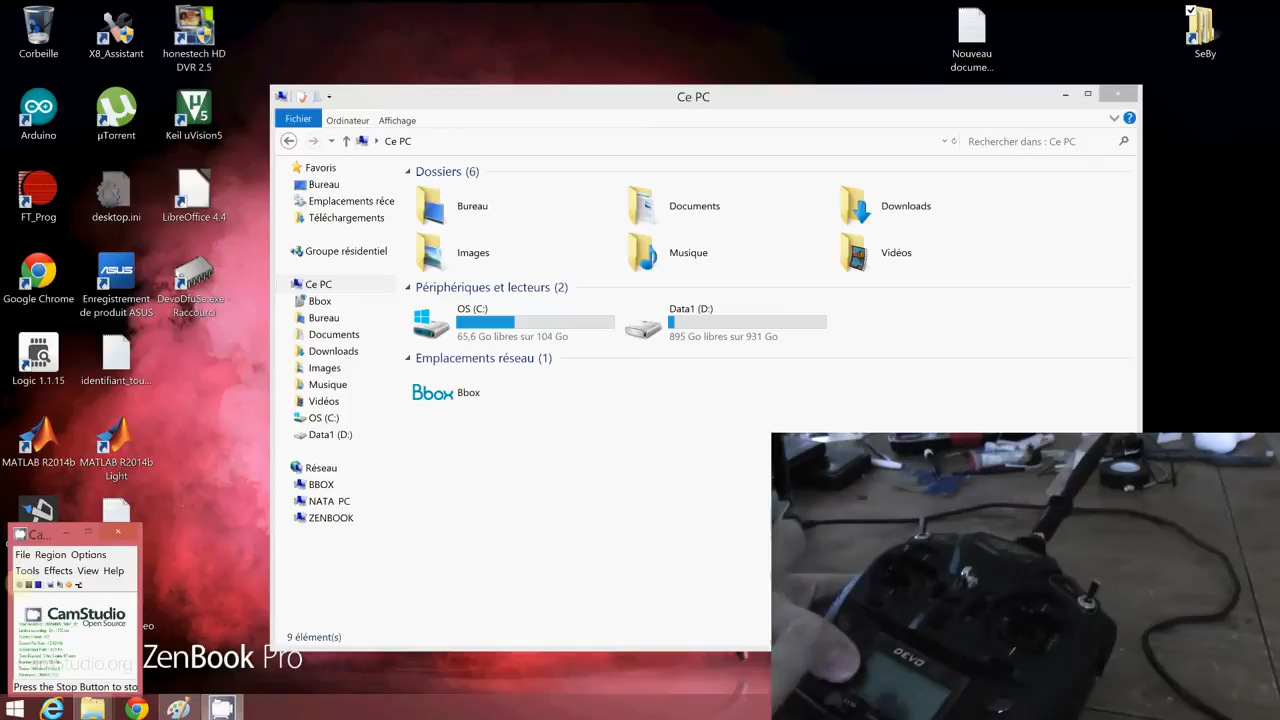 Corbeille
X8_Assistant
honestech HD
DVR 2.5
Nouveau
docume...
SeBy
Arduino
µTorrent
Keil uVision5
FT_Prog
desktop.ini
LibreOffice 4.4
Google Chrome
ASUS
Enregistrement
de produit ASUS
DevoDfuSe.exe -
Raccourci
Logic 1.1.15
identifiant_tou...
MATLAB R2014b
MATLAB R2014b
Light
Ce PC
Fichier
Ordinateur
Affichage
Ce PC
Rechercher dans : Ce PC
Favoris
Bureau
Emplacements réce
Téléchargements
Groupe résidentiel
Ce PC
Bbox
Bureau
Documents
Downloads
Images
Musique
Vidéos
OS (C:)
Data1 (D:)
Réseau
BBOX
NATA_PC
ZENBOOK
Dossiers (6)
Bureau
Documents
Downloads
Images
Musique
Vidéos
Périphériques et lecteurs (2)
OS (C:)
65,6 Go libres sur 104 Go
Data1 (D:)
895 Go libres sur 931 Go
Emplacements réseau (1)
Bbox
Bbox
9 élément(s)
Ca...
File Region Options
Tools Effects View Help
CamStudio
Open Source
Press the Stop Button to sto
ZenBook Pro
DEVO